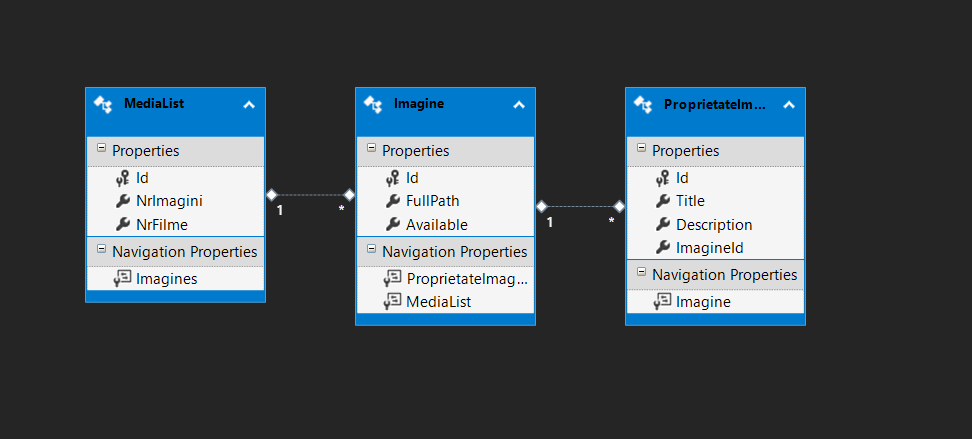 MediaList
Properties
Id
NrImagini
NrFilme
Navigation Properties
Imagines
1
*
Imagine
Properties
Id
FullPath
Available
Navigation Properties
ProprietateImag...
MediaList
1
*
ProprietateIm...
Properties
Id
Title
Description
ImagineId
Navigation Properties
Imagine